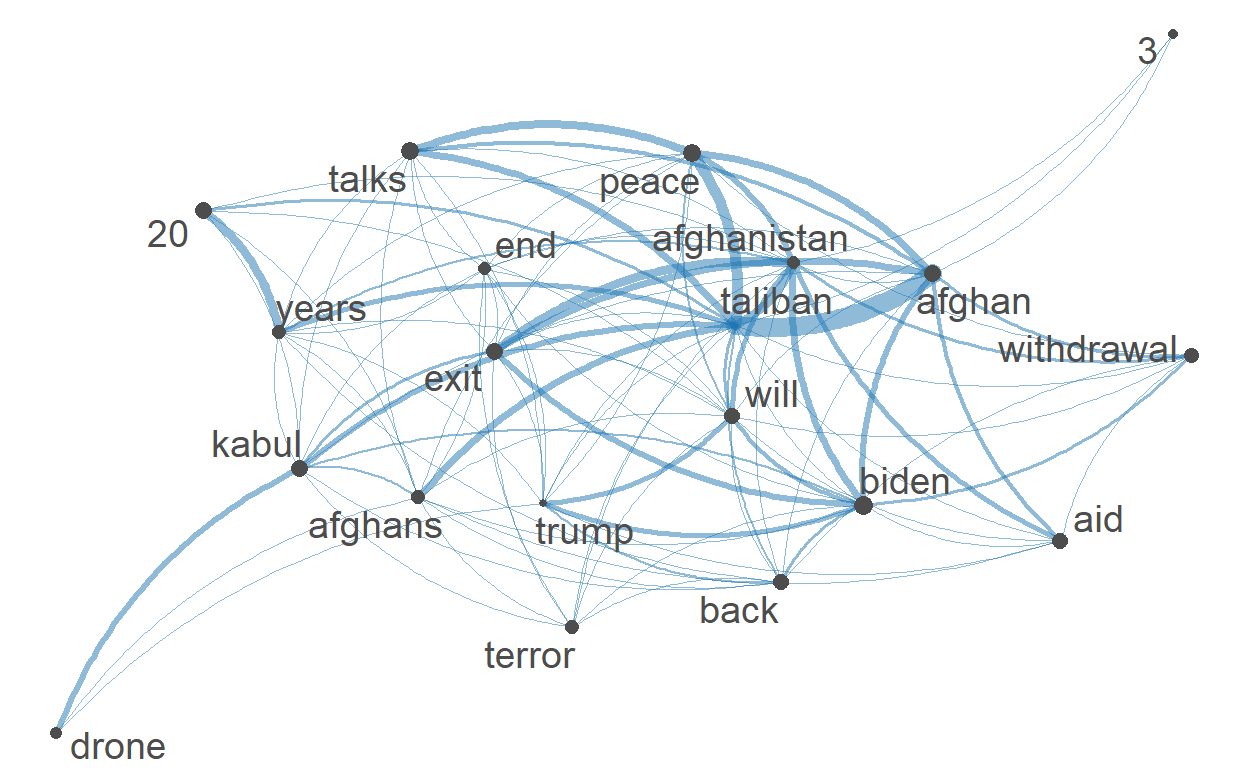 3
talks
peace
20
end
afghanistan
years
taliban
afghan
withdrawal
exit
will
kabul
biden
afghans
trump
aid
back
terror
drone